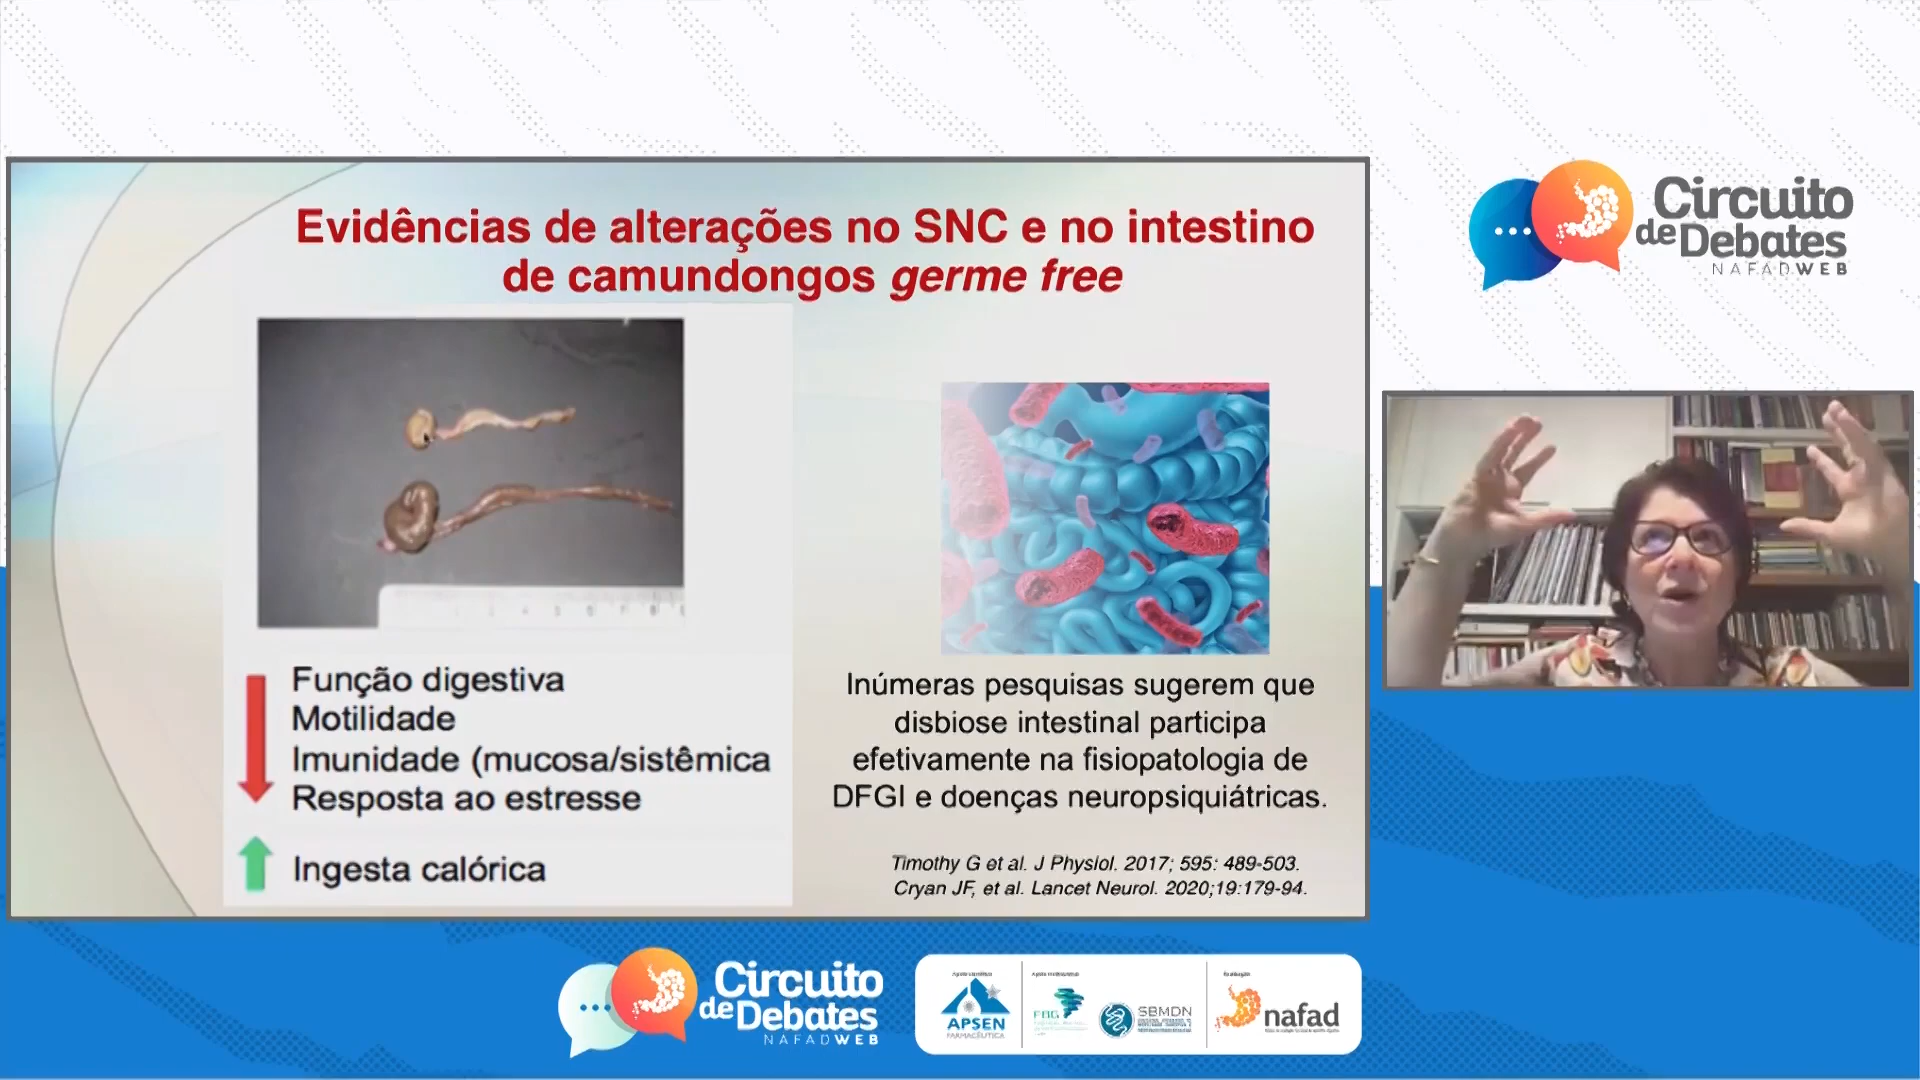 Evidências de alterações no SNC e no intestino
de camundongos germe free
Função digestiva
Motilidade
Imunidade (mucosa/sistêmica
Resposta ao estresse
Ingesta calórica
Inúmeras pesquisas sugerem que
disbiose intestinal participa
efetivamente na fisiopatologia de
DFGI e doenças neuropsiquiátricas.
Timothy G et al. J Physiol. 2017; 595: 489-503.
Cryan JF, et al. Lancet Neurol. 2020;19:179-94.
Circuito
de Debates
NAFADWEB
Circuito
de Debates
NAFADWEB
APSEN
FARMACÊUTICA
FBG
SBMDN
nafad